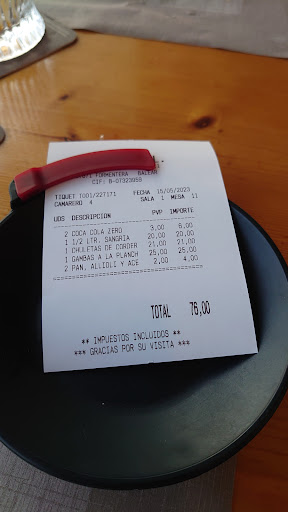 FORMENTERA BALEAR
CIF: B-07323053
TIQUET T001/227171 FECHA 15/05/2023
CAMARERO 4 SALA 1 MESA 11
UDS DESCRIPCION PVP IMPORTE
2 COCA COLA ZERO 3,00 6,00
1 1/2 LTR. SANGRIA 20,00 20,00
1 CHULETAS DE CORDER 21,00 21,00
1 GAMBAS A LA PLANCH 25,00 25,00
2 PAN, ALLIOLI Y ACE 2,00 4,00
TOTAL 76,00
** IMPUESTOS INCLUIDOS **
*** GRACIAS POR SU VISITA ***